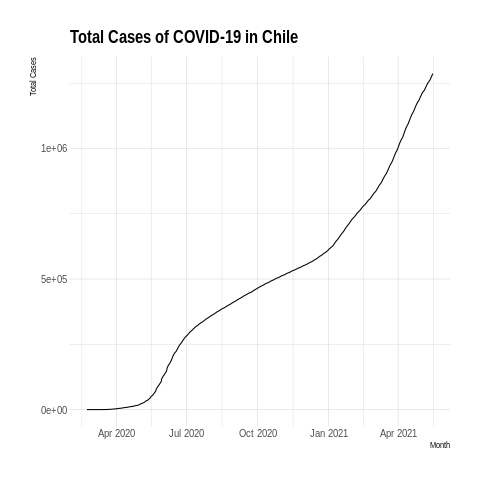 Total Cases of COVID-19 in Chile
Total Cases
1e+06
5e+05
0e+00
Apr 2020 Jul 2020 Oct 2020 Jan 2021 Apr 2021
Month